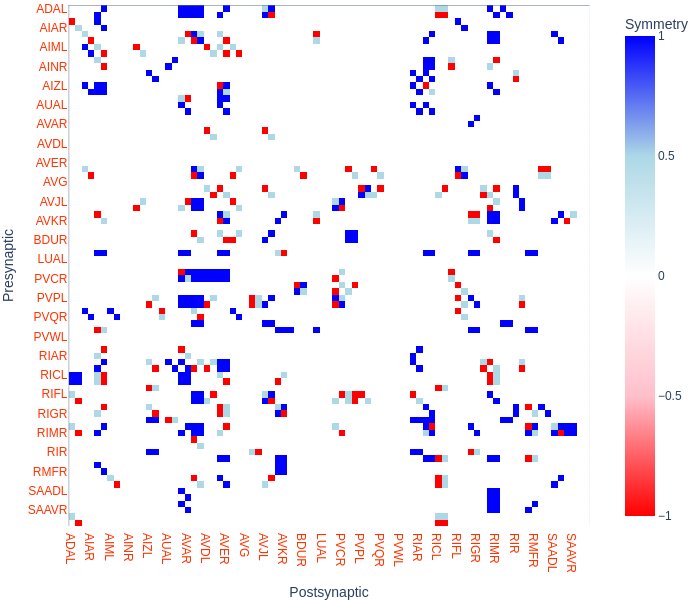 Symmetry
1
0.5
0
−0.5
−1
Presynaptic
ADAL
AIAR
AIML
AINR
AIZL
AUAL
AVAR
AVDL
AVER
AVG
AVJL
AVKR
BDUR
LUAL
PVCR
PVPL
PVQR
PVWL
RIAR
RICL
RIFL
RIGR
RIMR
RIR
RMFR
SAADL
SAAVR
ADAL AIAR AIML AINR AIZL AUAL AVAR AVDL AVER AVG AVJL AVKR BDUR LUAL PVCR PVPL PVQR PVWL RIAR RICL RIFL RIGR RIMR RIR RMFR SAADL SAAVR
Postsynaptic